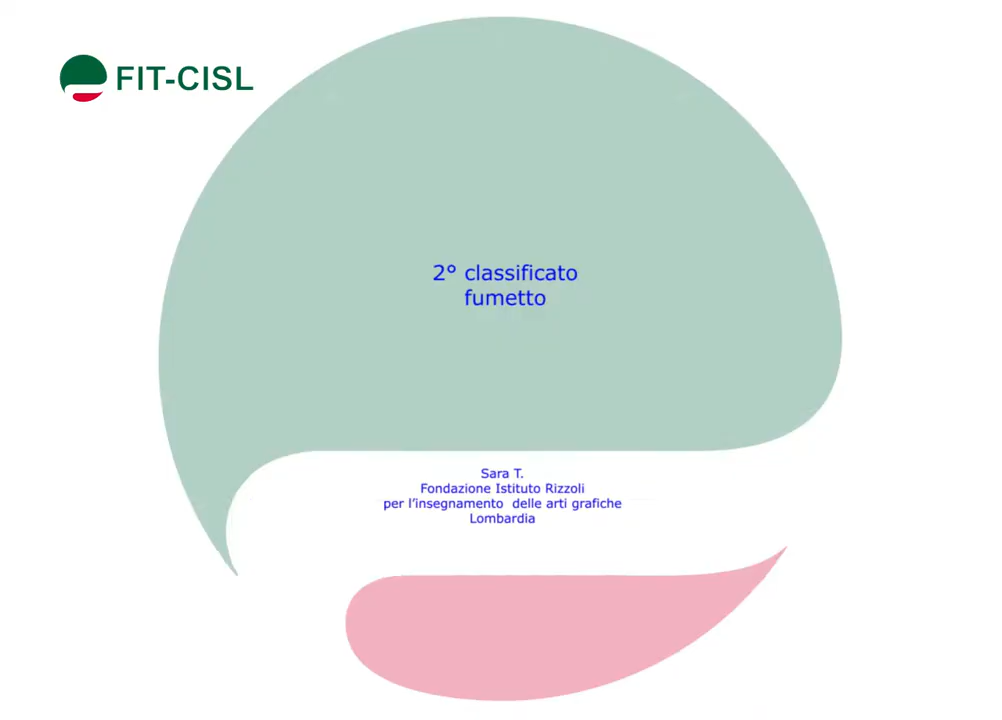 FIT-CISL
2° classificato
fumetto
Sara T.
Fondazione Istituto Rizzoli
per l’insegnamento  delle arti grafiche
Lombardia